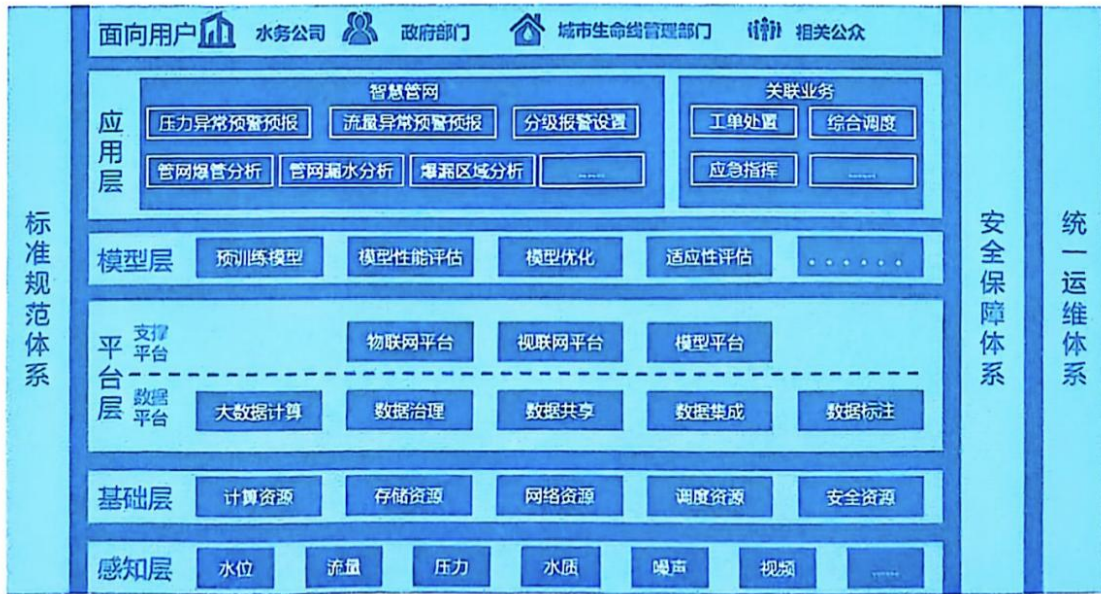 面向用户 水务公司 政府部门 城市生命线管理部门 相关公众
应用层
智慧管网
压力异常预警预报 流量异常预警预报 分级报警设置
管网爆管分析 管网漏水分析 爆漏区域分析 ......
关联业务
工单处置 综合调度
应急指挥 ......
模型层 预训练模型 模型性能评估 模型优化 适应性评估 ......
平台层
支撑平台 物联网平台 视联网平台 模型平台
数据平台 大数据计算 数据治理 数据共享 数据集成 数据标注
基础层 计算资源 存储资源 网络资源 调度资源 安全资源
感知层 水位 流量 压力 水质 噪声 视频 ......
标准规范体系
安全保障体系
统一运维体系